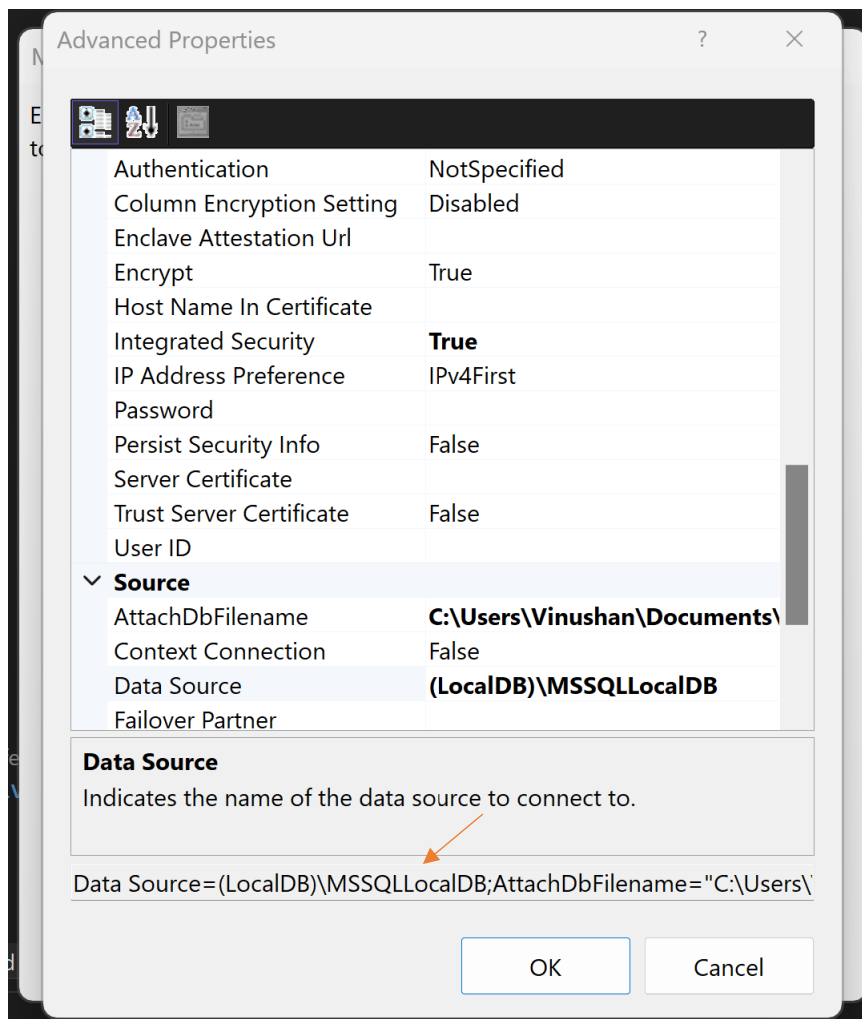 Advanced Properties ?
Authentication NotSpecified
Column Encryption Setting Disabled
Enclave Attestation Url
Encrypt True
Host Name In Certificate
Integrated Security True
IP Address Preference IPv4First
Password
Persist Security Info False
Server Certificate
Trust Server Certificate False
User ID
Source
AttachDbFilename C:\Users\Vinushan\Documents\
Context Connection False
Data Source (LocalDB)\MSSQLLocalDB
Failover Partner
Data Source
Indicates the name of the data source to connect to.
Data Source=(LocalDB)\MSSQLLocalDB;AttachDbFilename="C:\Users\
OK Cancel